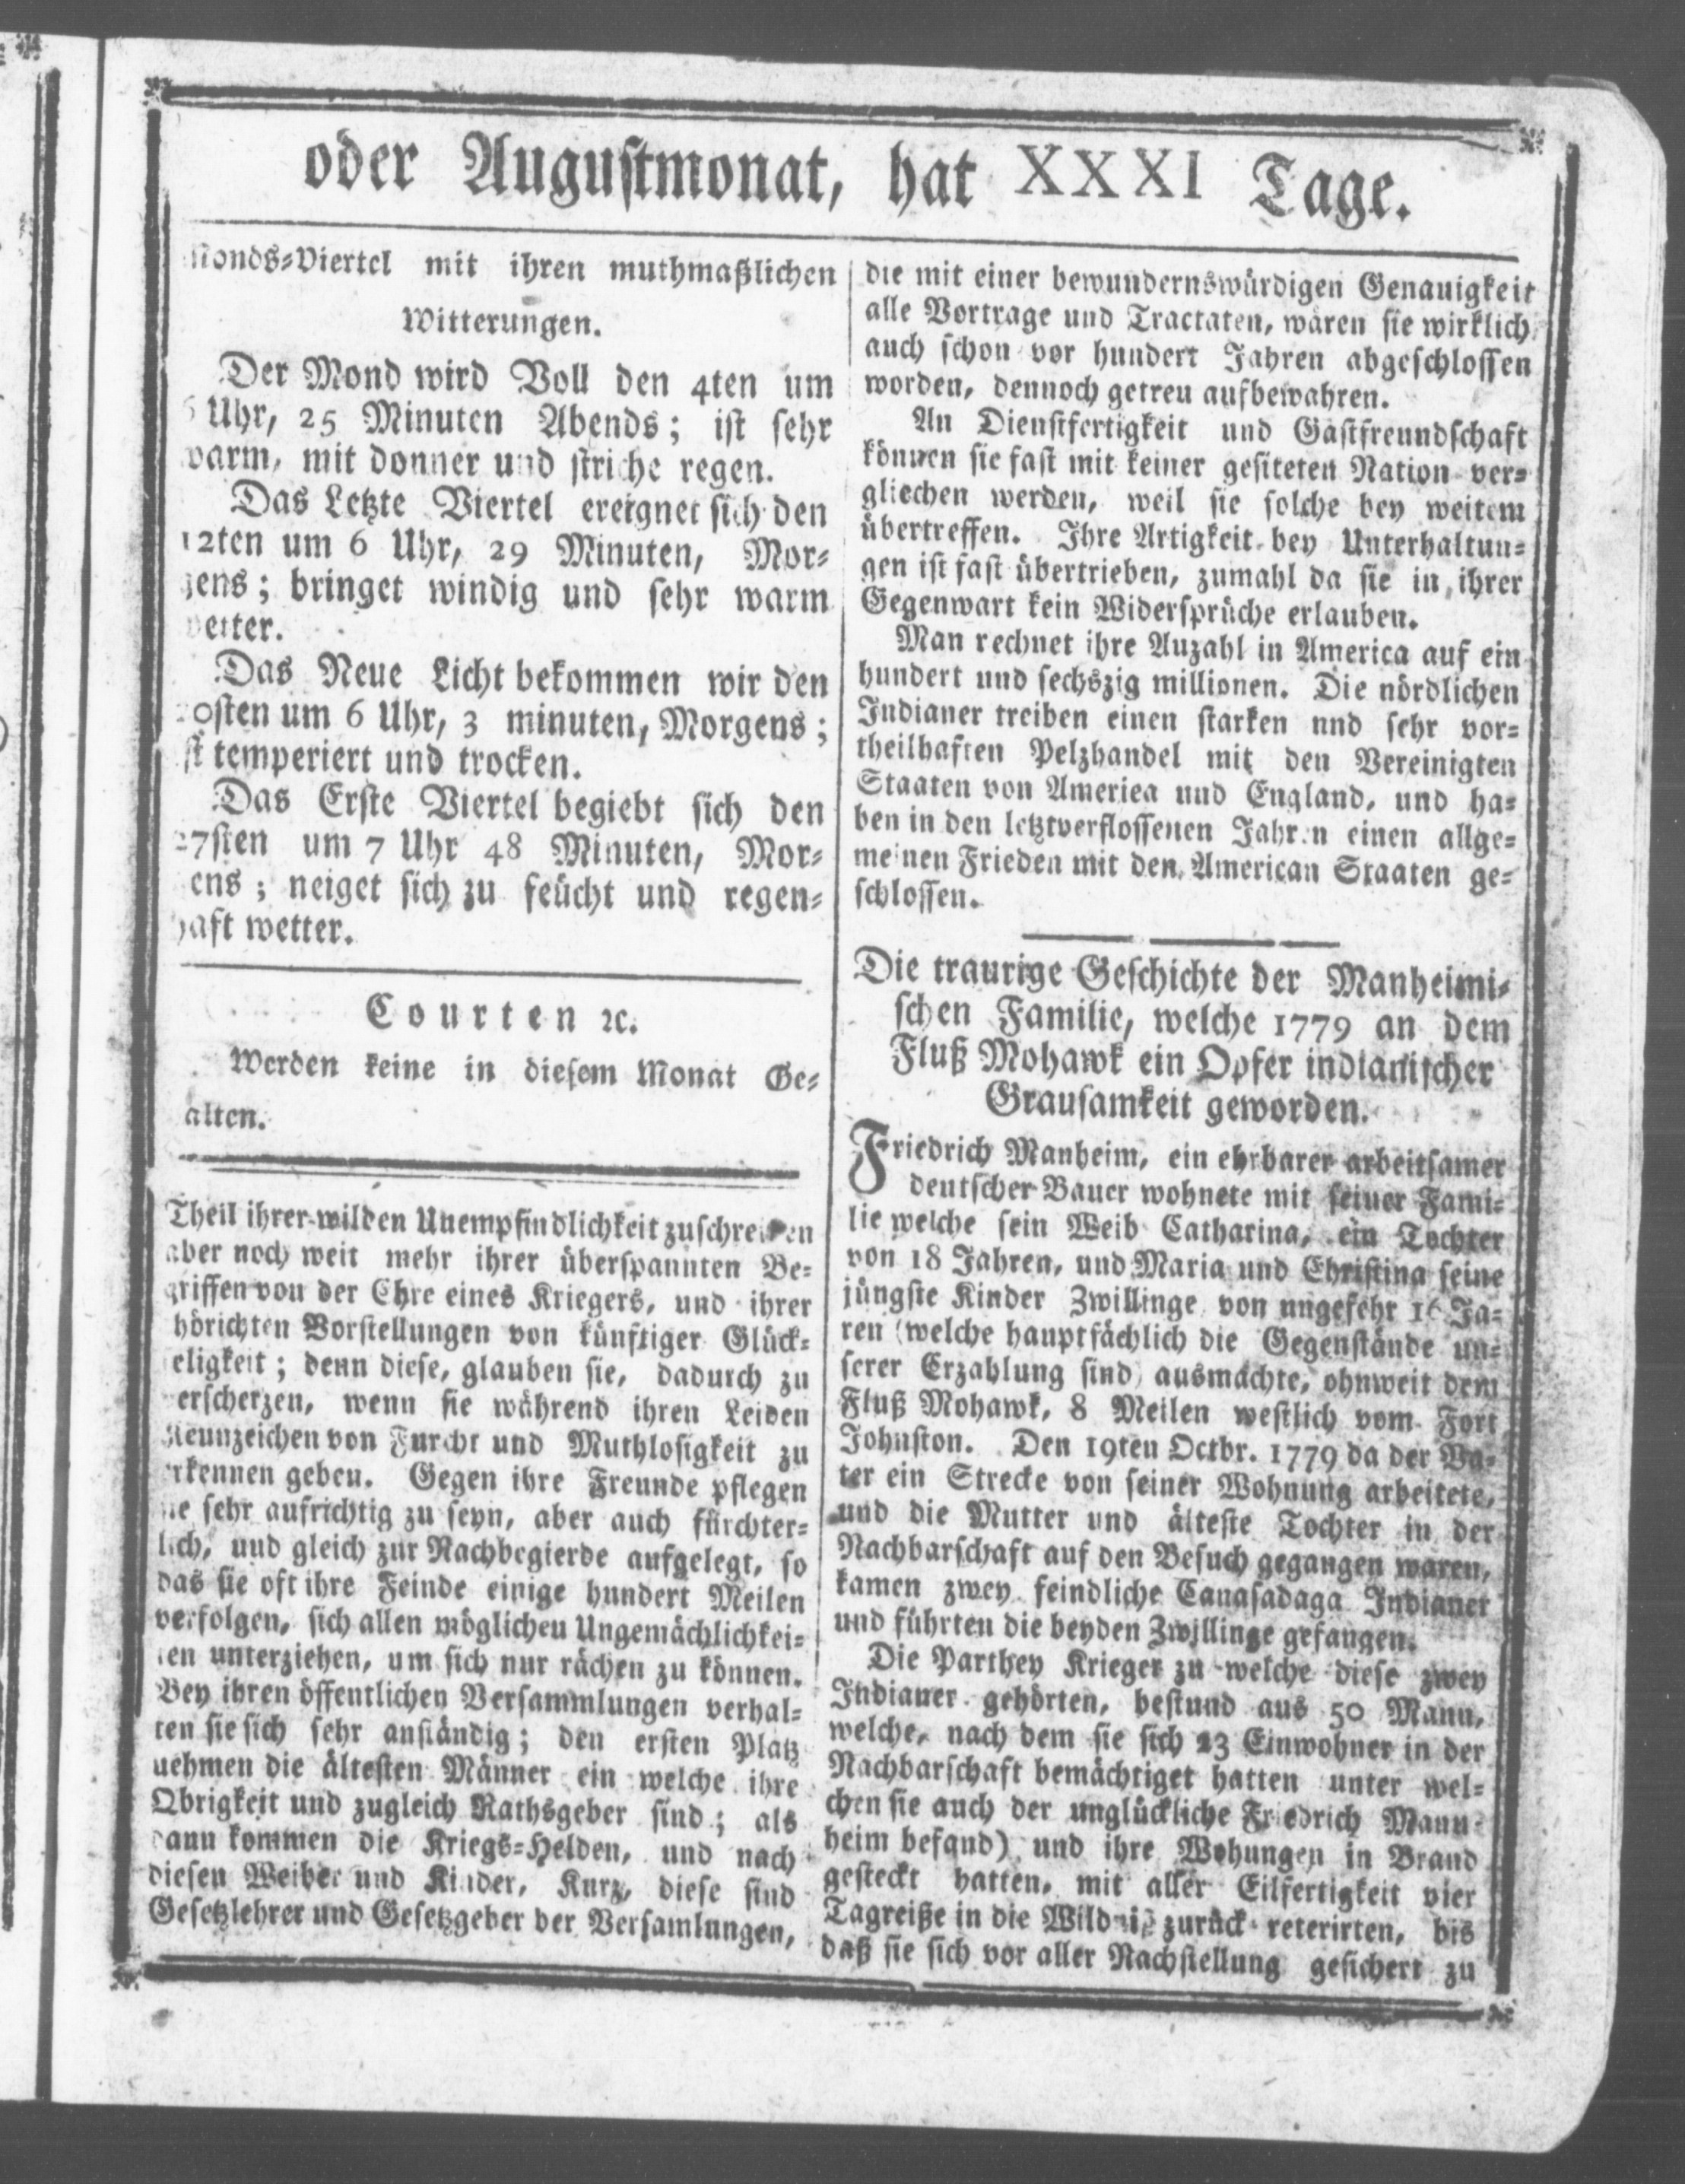 oder Augustmonat, hat XXXI Tage.
Monds-Viertel mit ihren muthmaßlichen
Witterungen.
Der Mond wird Voll den 4ten um
Uhr, 25 Minuten Abends; ist sehr
warm, mit donner und striche regen.
Das Letzte Viertel ereignet sich den
12ten um 6 Uhr, 29 Minuten, Mor-
gens; bringet windig und sehr warm
wetter.
Das Neue Licht bekommen wir den
20sten um 6 Uhr, 3 minuten, Morgens;
ist temperiert und trocken.
Das Erste Viertel begiebt sich den
27sten um 7 Uhr 48 Minuten, Mor-
gens; neiget sich zu feücht und regen-
haft wetter.
Courten ꝛc.
Werden keine in diesem Monat Ge-
halten.
Theil ihrer wilden Unempfindlichkeit zuschreiben
aber noch weit mehr ihrer überspannten Be-
griffen von der Ehre eines Kriegers, und ihrer
thörichten Vorstellungen von künftiger Glück-
seligkeit; denn diese, glauben sie, dadurch zu
verscherzen, wenn sie während ihren Leiden
Kennzeichen von Furcht und Muthlosigkeit zu
erkennen geben. Gegen ihre Freunde pflegen
sie sehr aufrichtig zu seyn, aber auch fürchter-
lich, und gleich zur Rachbegierde aufgelegt, so
das sie oft ihre Feinde einige hundert Meilen
verfolgen, sich allen möglichen Ungemächlichkei-
ten unterziehen, um sich nur rächen zu können.
Bey ihren öffentlichen Versammlungen verhal-
ten sie sich sehr anständig; den ersten Platz
nehmen die ältesten Männer ein welche ihre
Obrigkeit und zugleich Rathsgeber sind; als
dann kommen die Kriegs-Helden, und nach
diesen Weiber und Kinder, Kurz, diese sind
Gesetzlehrer und Gesetzgeber der Versamlungen,
die mit einer bewundernswürdigen Genauigkeit
alle Vortrage und Tractaten, wären sie wirklich
auch schon vor hundert Jahren abgeschlossen
worden, dennoch getreu aufbewahren.
An Dienstfertigkeit und Gastfreundschaft
können sie fast mit keiner gesiteten Nation ver-
gliechen werden, weil sie solche bey weitem
übertreffen. Ihre Artigkeit bey Unterhaltun-
gen ist fast übertrieben, zumahl da sie in ihrer
Gegenwart kein Widersprüche erlauben.
Man rechnet ihre Anzahl in America auf ein
hundert und sechszig millionen. Die nördlichen
Indianer treiben einen starken nnd sehr vor-
theilhaften Pelzhandel mit den Vereinigten
Staaten von America und England, und ha-
ben in den letztverflossenen Jahren einen allge-
meinen Frieden mit den American Staaten ge-
schlossen.
Die traurige Geschichte der Manheimi-
schen Familie, welche 1779 an dem
Fluß Mohawk ein Opfer indianischer
Grausamkeit geworden.
Friedrich Manheim, ein ehrbarer arbeitsamer
deutscher Bauer wohnete mit seiner Fami-
lie welche sein Weib Catharina, ein Tochter
von 18 Jahren, und Maria und Christina seine
jüngste Kinder Zwillinge von ungefehr 16 Ja-
ren (welche hauptsächlich die Gegenstände un-
serer Erzahlung sind) ausmachte, ohnweit dem
Fluß Mohawk, 8 Meilen westlich vom Fort
Johnston. Den 19ten Octbr. 1779 da der Va-
ter ein Strecke von seiner Wohnung arbeitete,
und die Mutter und älteste Tochter in der
Nachbarschaft auf den Besuch gegangen waren,
kamen zwey feindliche Canasadaga Indianer
und führten die beyden Zwillinge gefangen.
Die Parthey Krieger zu welche diese zwey
Indianer gehörten, bestund aus 50 Mann,
welche, nach dem sie sich 23 Einwohner in der
Nachbarschaft bemächtiget hatten unter wel-
chen sie auch der unglückliche Friedrich Mann-
heim befand) und ihre Wohungen in Brand
gesteckt hatten, mit aller Eilfertigkeit vier
Tagreiße in die Wildniß zurück reterirten, bis
daß sie sich vor aller Nachstellung gesichert zu